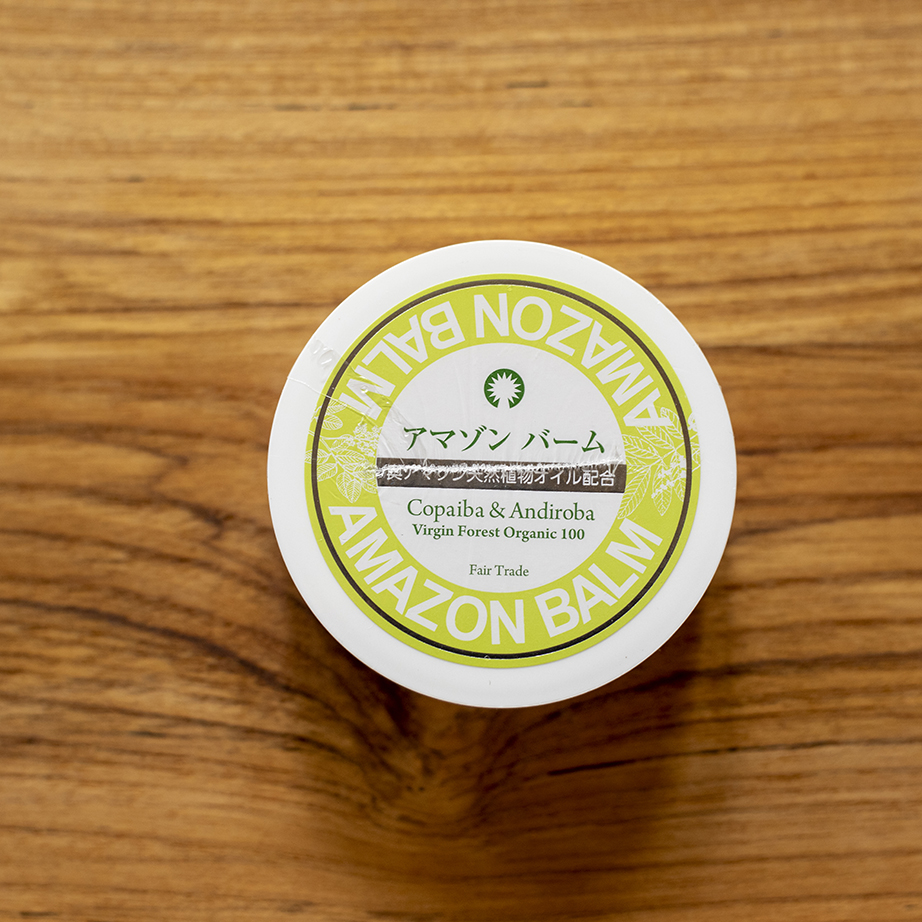 AMAZON BALM
アマゾン バーム
奥アマゾン天然植物オイル配合
Copaiba & Andiroba
Virgin Forest Organic 100
Fair Trade
AMAZON BALM